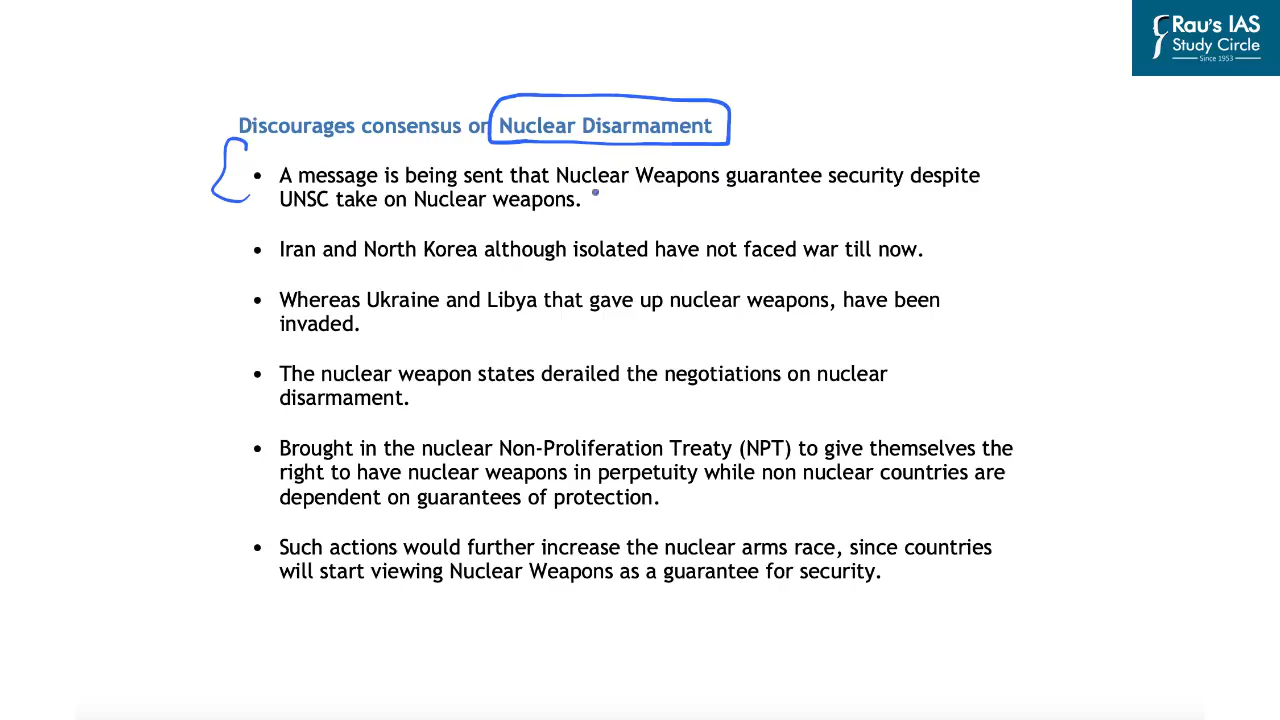 Rau's IAS
Study Circle
Since 1953
Discourages consensus on Nuclear Disarmament
• A message is being sent that Nuclear Weapons guarantee security despite
UNSC take on Nuclear weapons.
• Iran and North Korea although isolated have not faced war till now.
• Whereas Ukraine and Libya that gave up nuclear weapons, have been
invaded.
• The nuclear weapon states derailed the negotiations on nuclear
disarmament.
• Brought in the nuclear Non-Proliferation Treaty (NPT) to give themselves the
right to have nuclear weapons in perpetuity while non nuclear countries are
dependent on guarantees of protection.
• Such actions would further increase the nuclear arms race, since countries
will start viewing Nuclear Weapons as a guarantee for security.